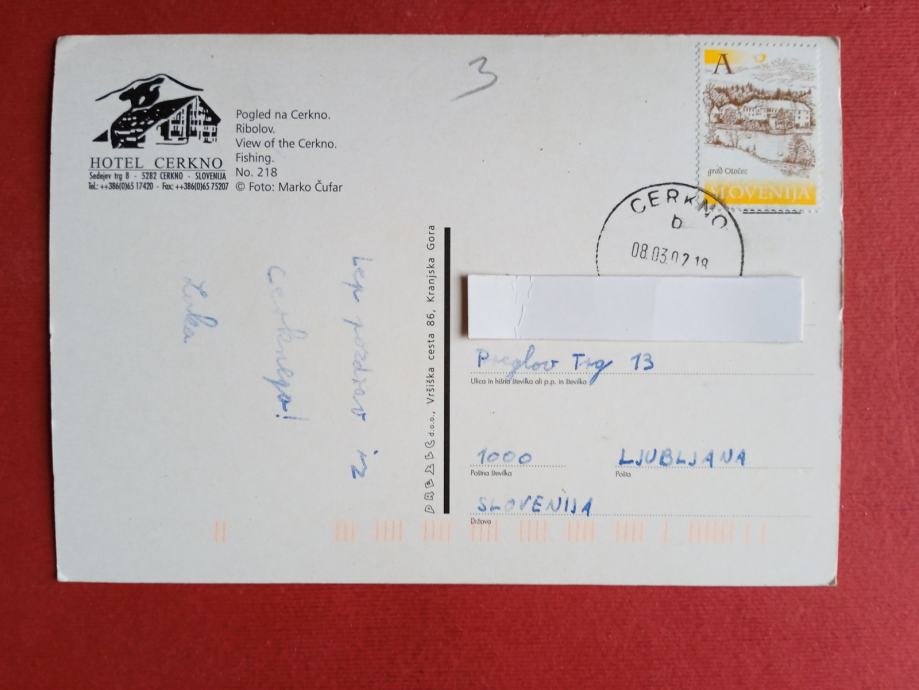 3
HOTEL CERKNO
Sedejev trg 8 - 5282 CERKNO - SLOVENIJA
Tel.: ++386(0)65 17420 - Fax: ++386(0)65 75207
Pogled na Cerkno.
Ribolov.
View of the Cerkno.
Fishing.
No. 218
© Foto: Marko Čufar
A
grad Otočec
SLOVENIJA
CERKNO
b
08.03.02 18
Lep pozdrav iz
Cerknega!
Luka
d.o.o., Vršiška cesta 86, Kranjska Gora
Preglov Trg 13
Ulica in hišna številka ali p.p. in številka
1000 LJUBLJANA
Poštna številka Pošta
SLOVENIJA
Država